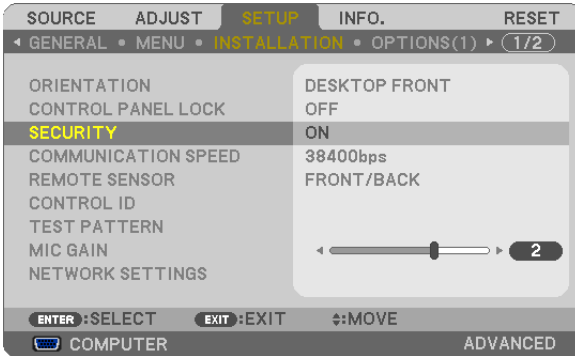 SOURCE ADJUST SETUP INFO. RESET
GENERAL • MENU • INSTALLATION • OPTIONS(1) 1/2
ORIENTATION DESKTOP FRONT
CONTROL PANEL LOCK OFF
SECURITY ON
COMMUNICATION SPEED 38400bps
REMOTE SENSOR FRONT/BACK
CONTROL ID
TEST PATTERN
MIC GAIN 2
NETWORK SETTINGS
ENTER :SELECT EXIT :EXIT :MOVE
COMPUTER ADVANCED